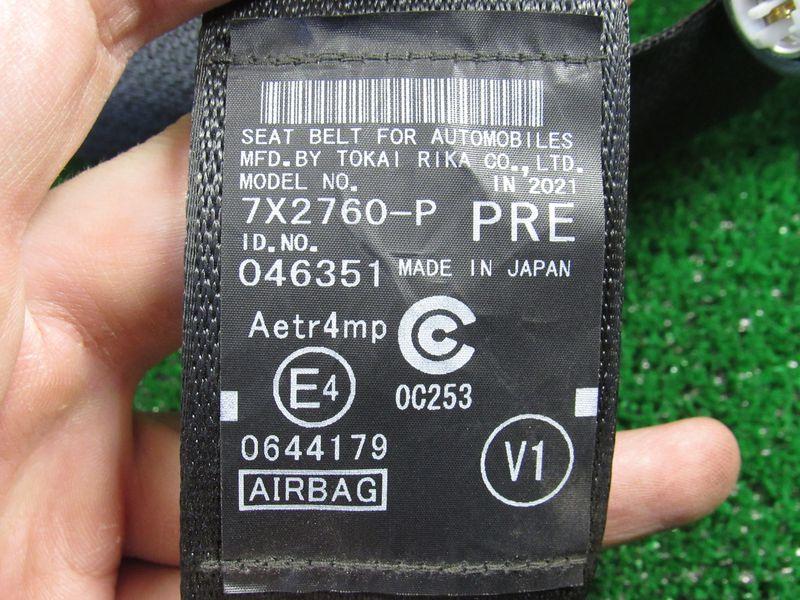 SEAT BELT FOR AUTOMOBILES
MFD.BY TOKAI RIKA CO.,LTD.
MODEL NO. IN 2021
7X2760-P PRE
ID.NO.
046351 MADE IN JAPAN
Aetr4mp
E4
0C253
0644179
V1
AIRBAG